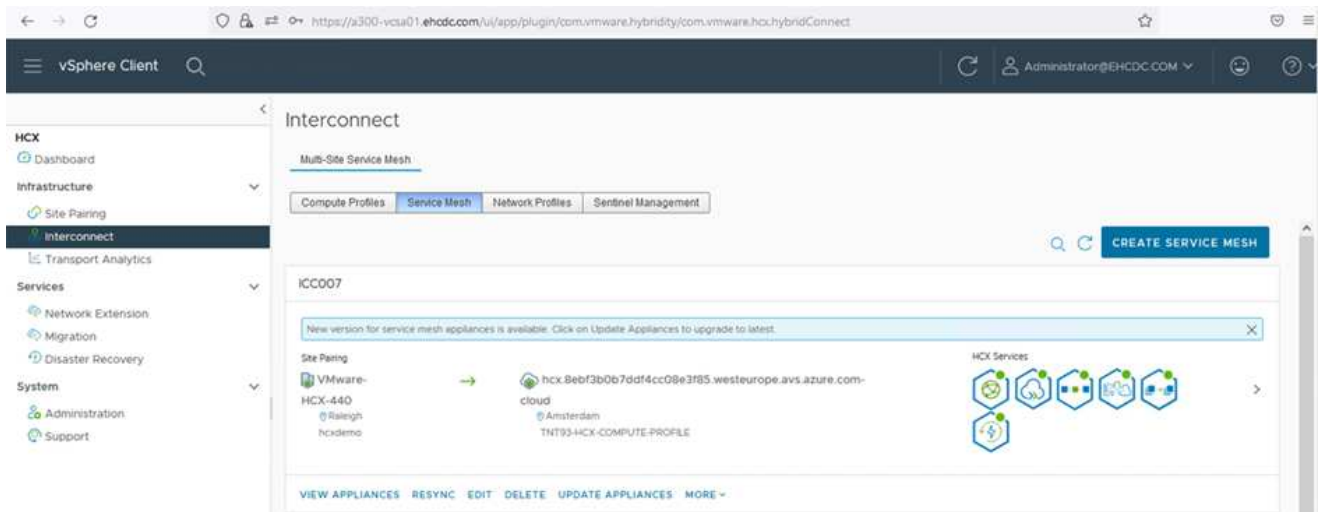 https://a300-vcsa01.ehcdc.com/ui/app/plugin/com.vmware.hybridity/com.vmware.hcx.hybridConnect
vSphere Client
Administrator@EHCDC.COM
HCX
Dashboard
Infrastructure
Site Pairing
Interconnect
Transport Analytics
Services
Network Extension
Migration
Disaster Recovery
System
Administration
Support
Interconnect
Multi-Site Service Mesh
Compute Profiles Service Mesh Network Profiles Sentinel Management
CREATE SERVICE MESH
ICC007
New version for service mesh appliances is available. Click on Update Appliances to upgrade to latest.
Site Pairing
HCX Services
VMware-
HCX-440
Raleigh
hcxdemo
hcx.8ebf3b0b7ddf4cc08e3f85.westeurope.avs.azure.com-
cloud
Amsterdam
TNT93-HCX-COMPUTE-PROFILE
VIEW APPLIANCES RESYNC EDIT DELETE UPDATE APPLIANCES MORE